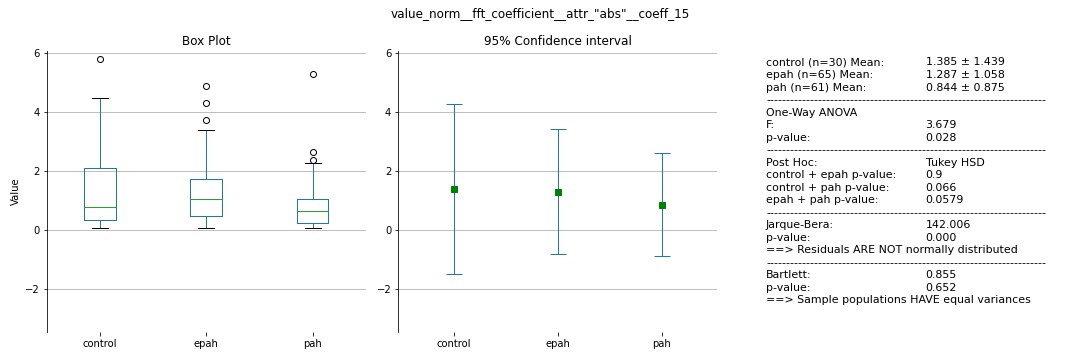 value_norm__fft_coefficient__attr_"abs"__coeff_15
Box Plot
Value
6
4
2
0
−2
control epah pah
95% Confidence interval
6
4
2
0
−2
control epah pah
control (n=30) Mean: 1.385 ± 1.439
epah (n=65) Mean: 1.287 ± 1.058
pah (n=61) Mean: 0.844 ± 0.875
One-Way ANOVA
F: 3.679
p-value: 0.028
Post Hoc: Tukey HSD
control + epah p-value: 0.9
control + pah p-value: 0.066
epah + pah p-value: 0.0579
Jarque-Bera: 142.006
p-value: 0.000
==> Residuals ARE NOT normally distributed
Bartlett: 0.855
p-value: 0.652
==> Sample populations HAVE equal variances